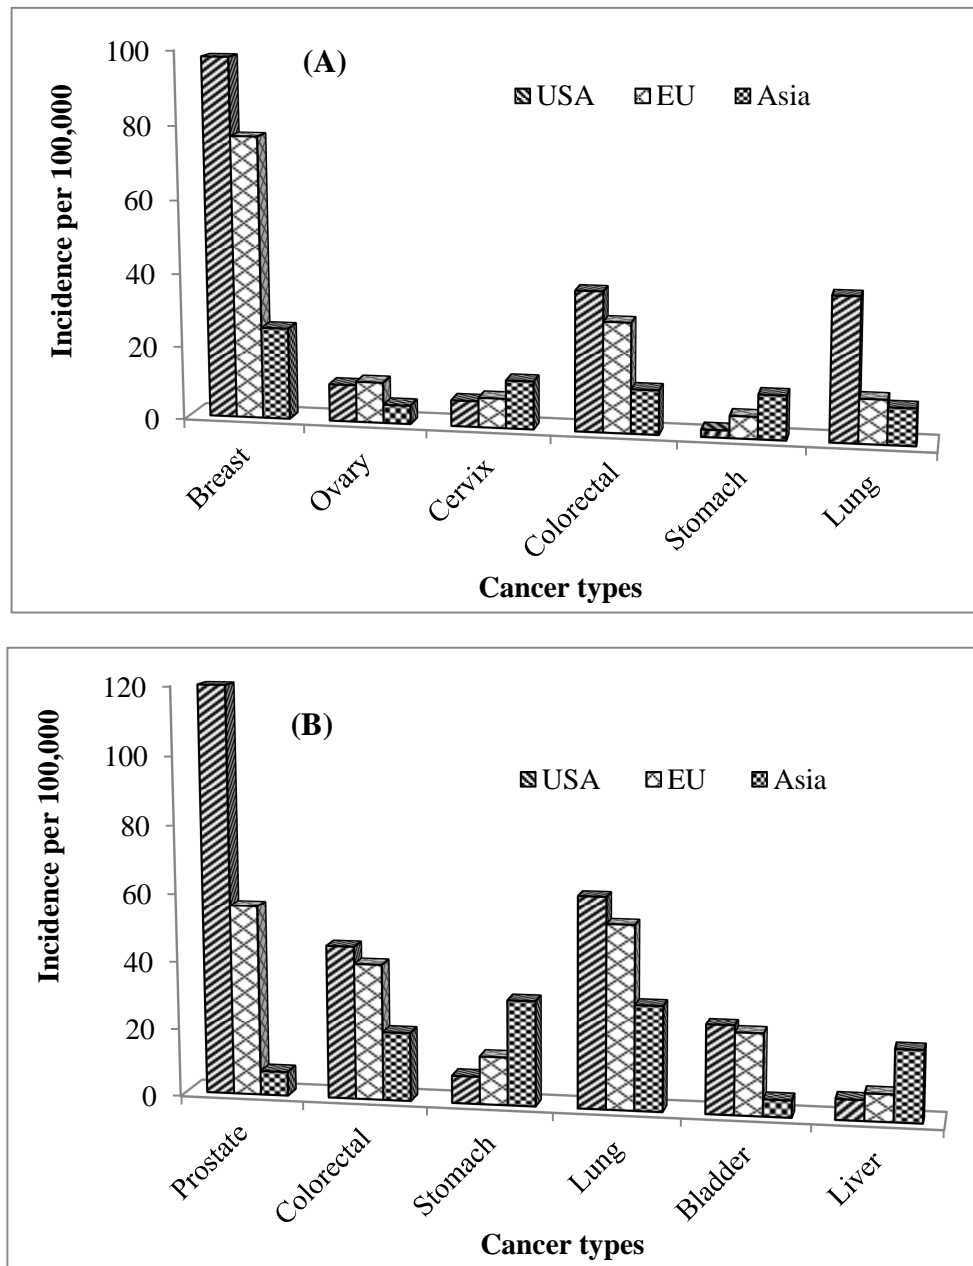 100
(A)
USA EU Asia
80
60
40
20
0
Incidence per 100,000
Breast
Ovary
Cervix
Colorectal
Stomach
Lung
Cancer types
120
(B)
100
USA EU Asia
80
60
40
20
0
Incidence per 100,000
Prostate
Colorectal
Stomach
Lung
Bladder
Liver
Cancer types